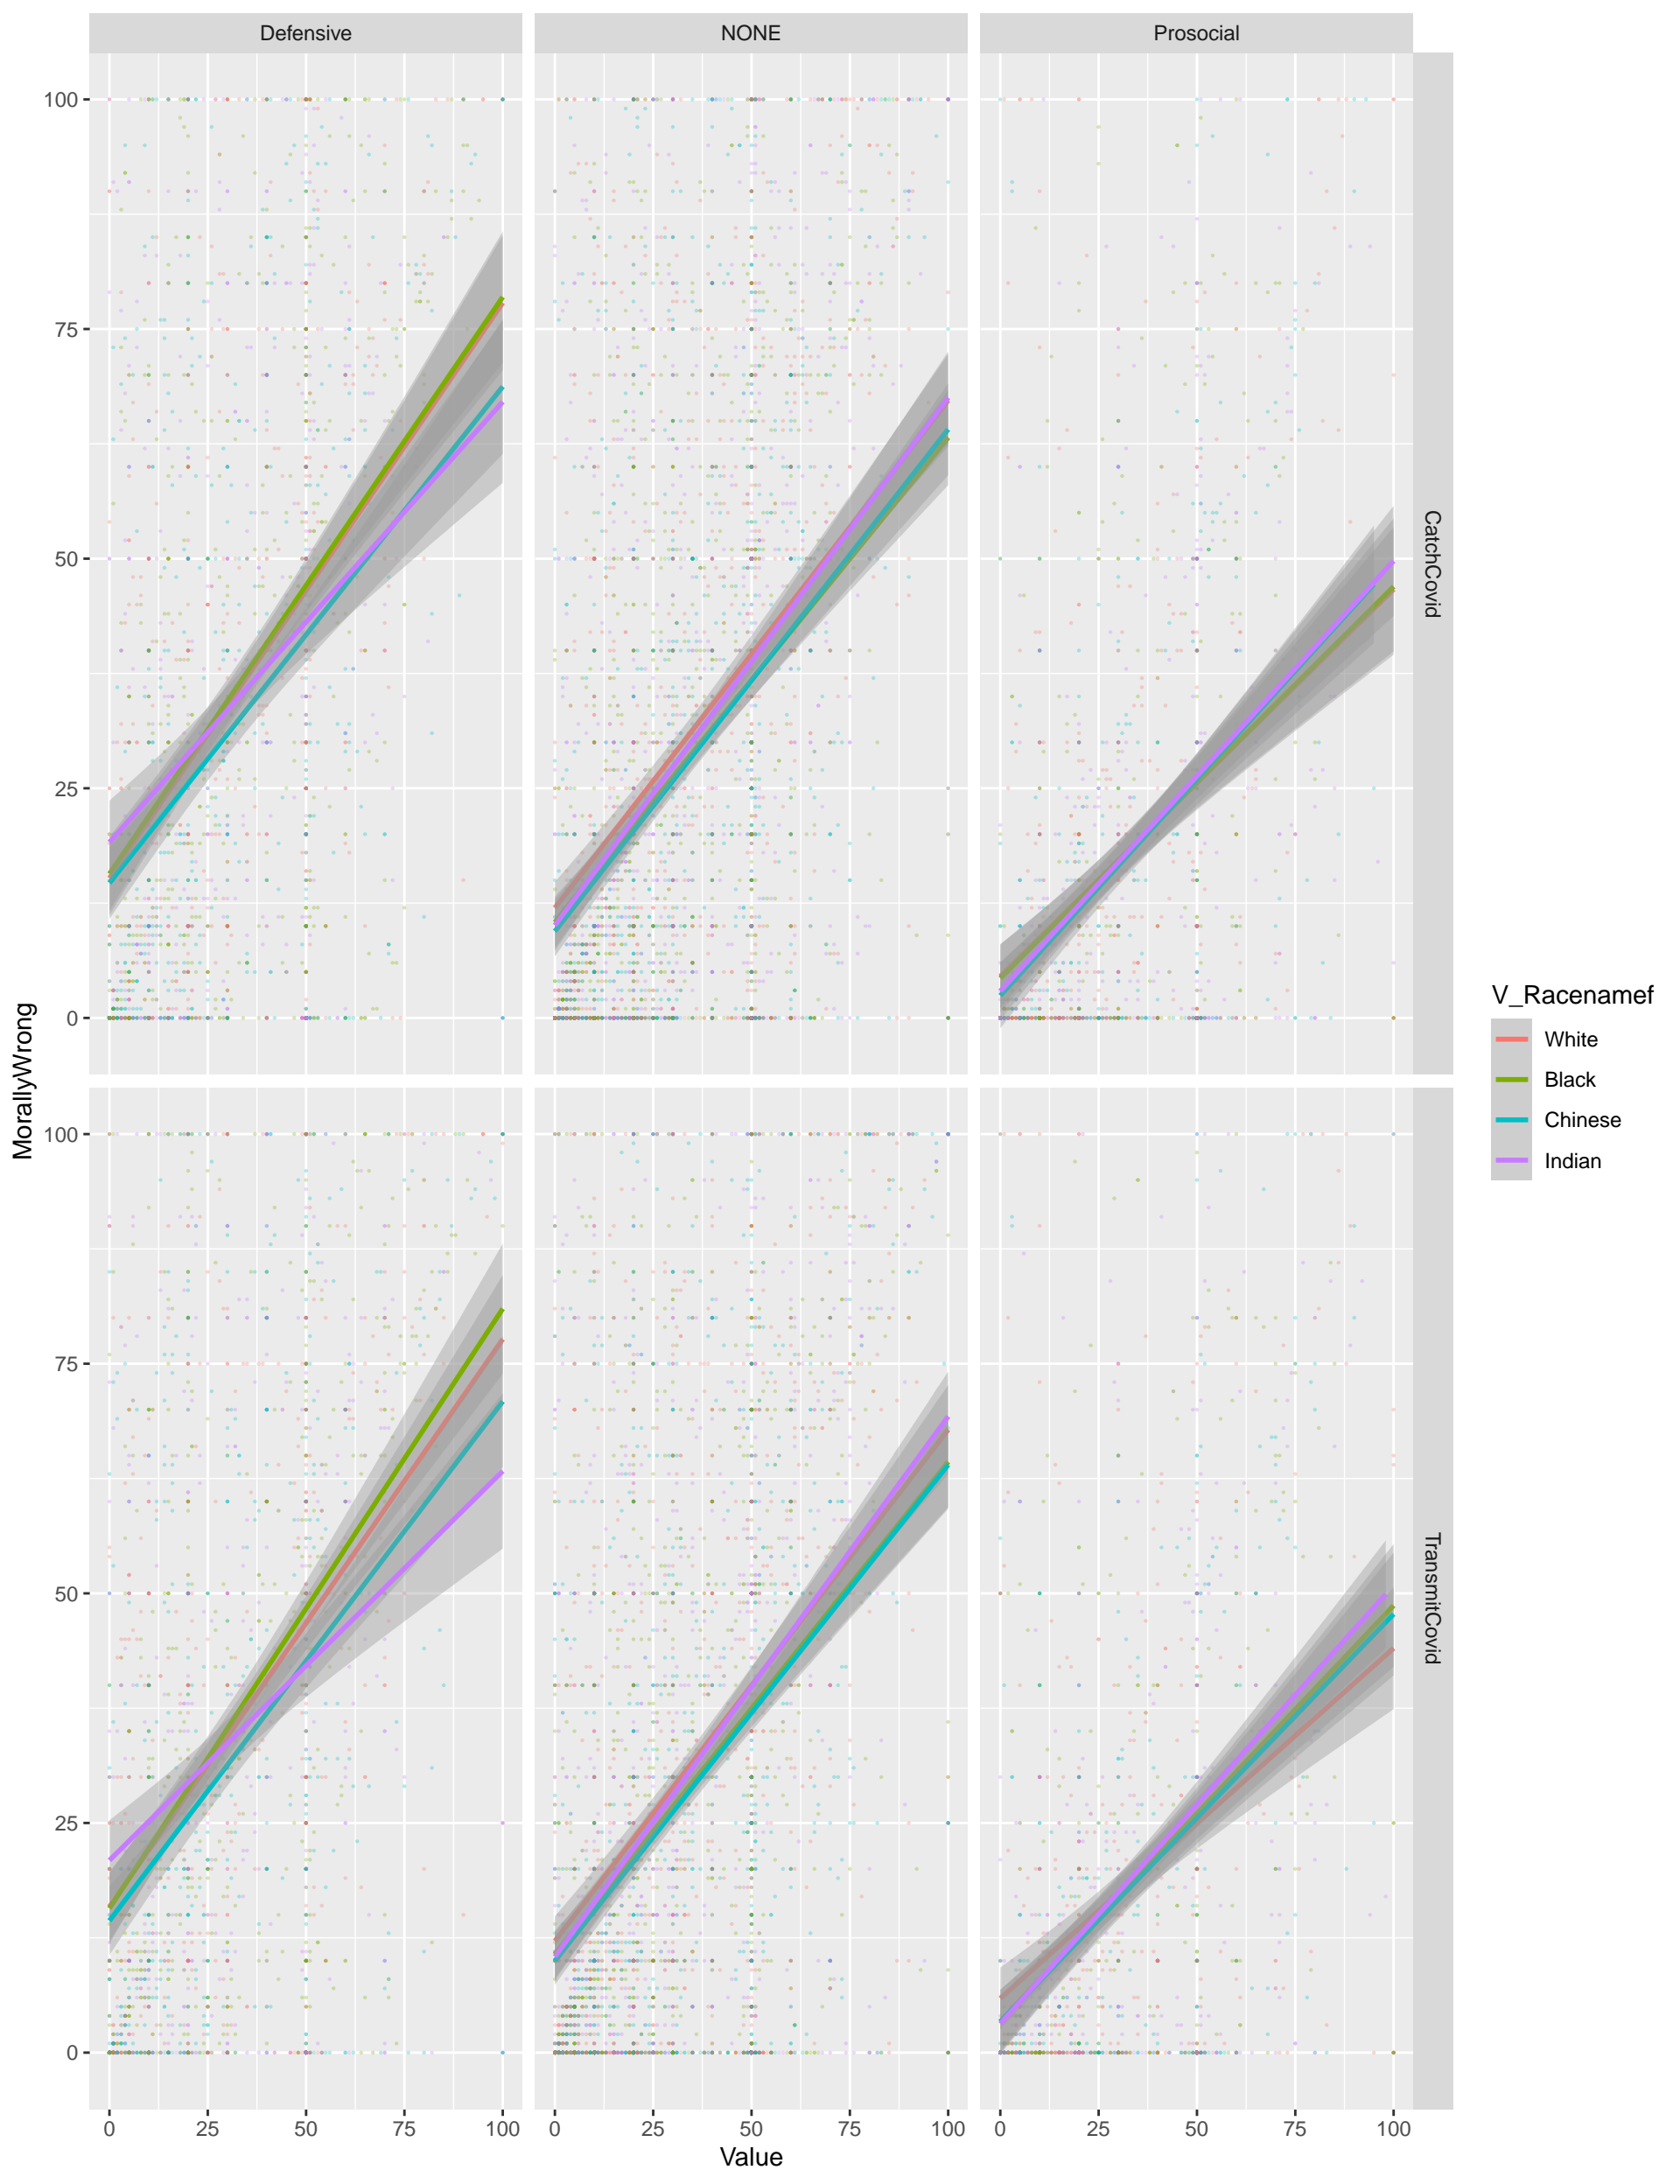 Defensive NONE Prosocial
100
75
50
25
0
CatchCovid
MorallyWrong
100
75
50
25
0
TransmitCovid
0 25 50 75 100 0 25 50 75 100 0 25 50 75 100
Value
V_Racenamef
White
Black
Chinese
Indian